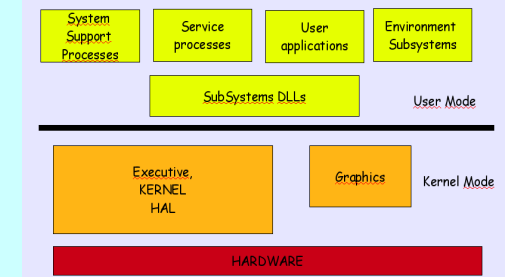 System
Support
Processes
Service
processes
User
applications
Environment
Subsystems
SubSystems DLLs
User Mode
Executive,
KERNEL
HAL
Graphics
Kernel Mode
HARDWARE